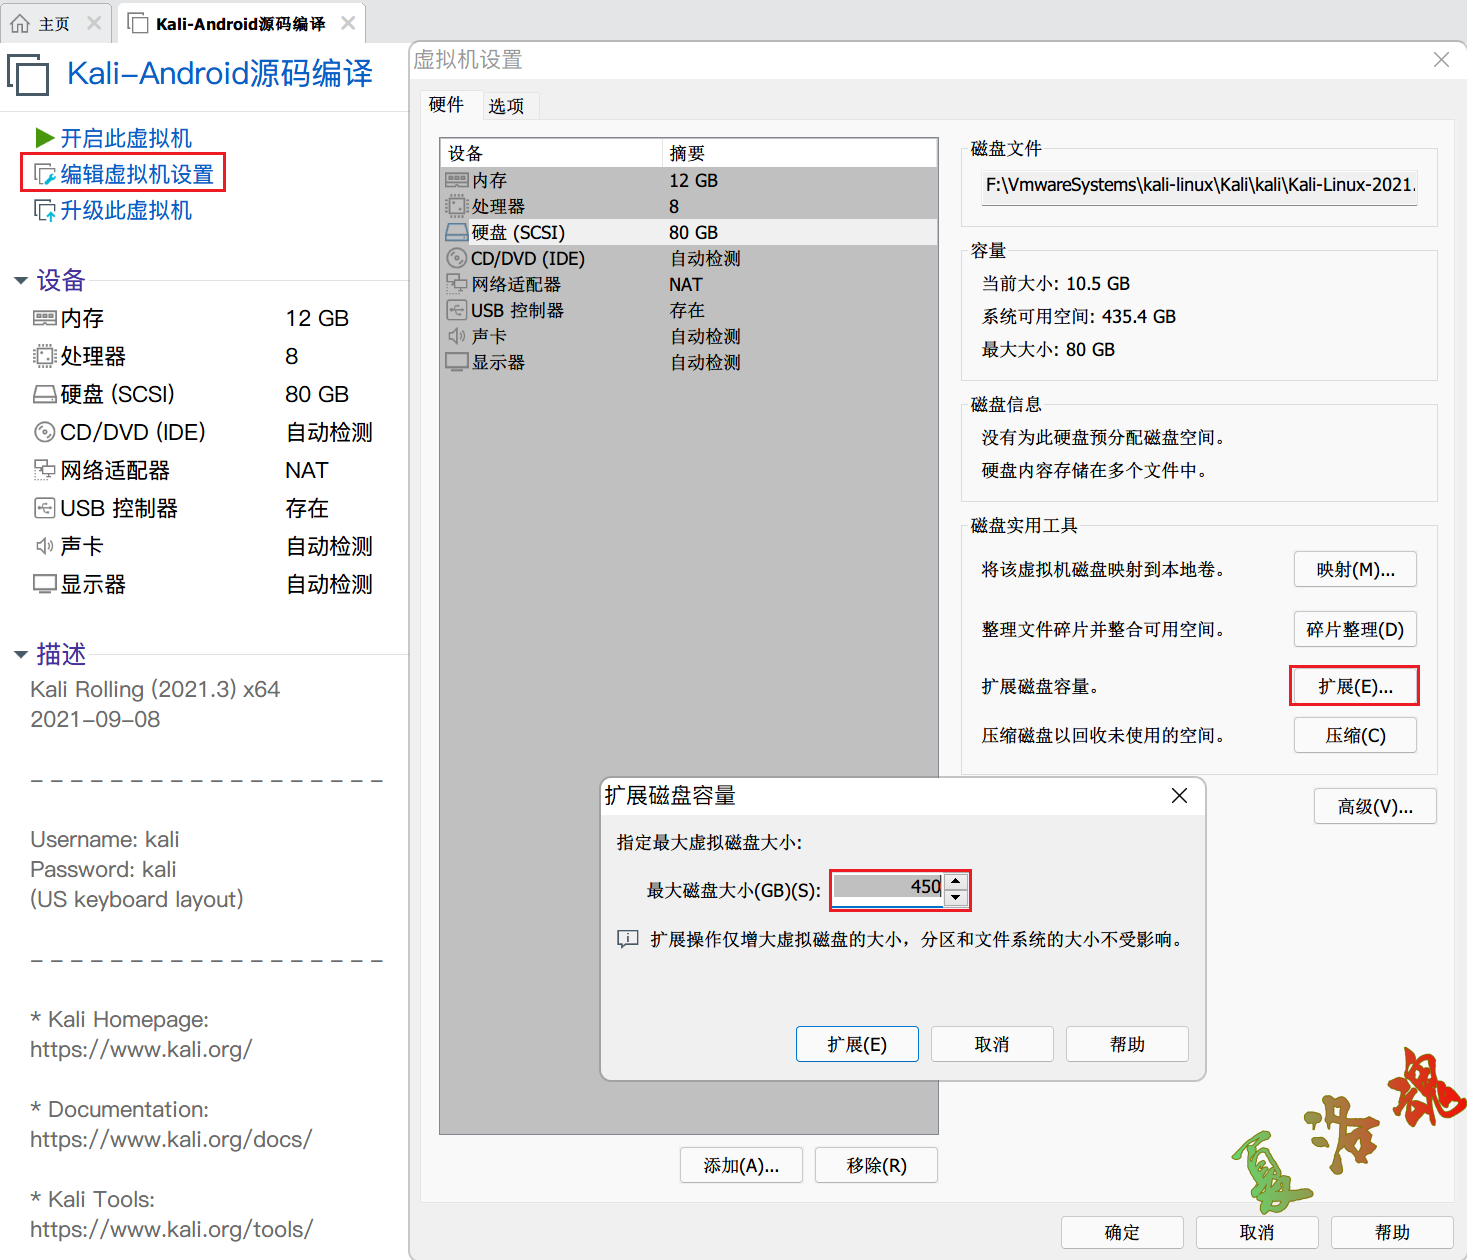 主页
Kali-Android源码编译
Kali-Android源码编译
开启此虚拟机
编辑虚拟机设置
升级此虚拟机
设备
内存 12 GB
处理器 8
硬盘 (SCSI) 80 GB
CD/DVD (IDE) 自动检测
网络适配器 NAT
USB 控制器 存在
声卡 自动检测
显示器 自动检测
描述
Kali Rolling (2021.3) x64
2021-09-08
- - - - - - - - - - - - - - - - - -
Username: kali
Password: kali
(US keyboard layout)
- - - - - - - - - - - - - - - - - -
* Kali Homepage:
https://www.kali.org/
* Documentation:
https://www.kali.org/docs/
* Kali Tools:
https://www.kali.org/tools/
虚拟机设置
硬件 选项
设备 摘要
内存 12 GB
处理器 8
硬盘 (SCSI) 80 GB
CD/DVD (IDE) 自动检测
网络适配器 NAT
USB 控制器 存在
声卡 自动检测
显示器 自动检测
添加(A)... 移除(R)
磁盘文件
F:\VmwareSystems\kali-linux\Kali\kali\Kali-Linux-2021.
容量
当前大小: 10.5 GB
系统可用空间: 435.4 GB
最大大小: 80 GB
磁盘信息
没有为此硬盘预分配磁盘空间。
硬盘内容存储在多个文件中。
磁盘实用工具
将该虚拟机磁盘映射到本地卷。 映射(M)...
整理文件碎片并整合可用空间。 碎片整理(D)
扩展磁盘容量。 扩展(E)...
压缩磁盘以回收未使用的空间。 压缩(C)
高级(V)...
扩展磁盘容量
指定最大虚拟磁盘大小:
最大磁盘大小(GB)(S): 450
扩展操作仅增大虚拟磁盘的大小，分区和文件系统的大小不受影响。
扩展(E) 取消 帮助
确定 取消 帮助